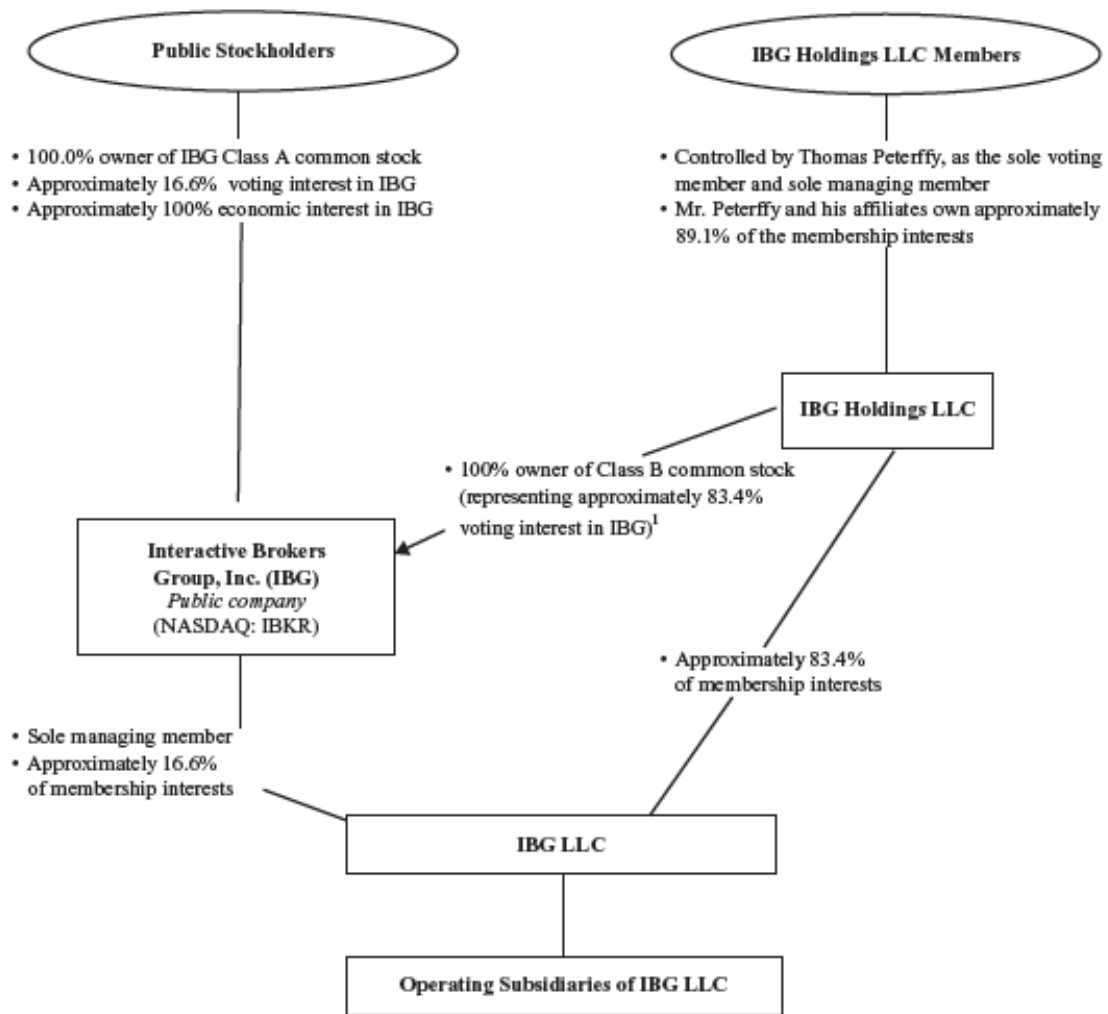 Public Stockholders
IBG Holdings LLC Members
• 100.0% owner of IBG Class A common stock
• Approximately 16.6% voting interest in IBG
• Approximately 100% economic interest in IBG
• Controlled by Thomas Peterffy, as the sole voting
member and sole managing member
• Mr. Peterffy and his affiliates own approximately
89.1% of the membership interests
IBG Holdings LLC
• 100% owner of Class B common stock
(representing approximately 83.4%
voting interest in IBG)¹
Interactive Brokers
Group, Inc. (IBG)
Public company
(NASDAQ: IBKR)
• Approximately 83.4%
of membership interests
• Sole managing member
• Approximately 16.6%
of membership interests
IBG LLC
Operating Subsidiaries of IBG LLC